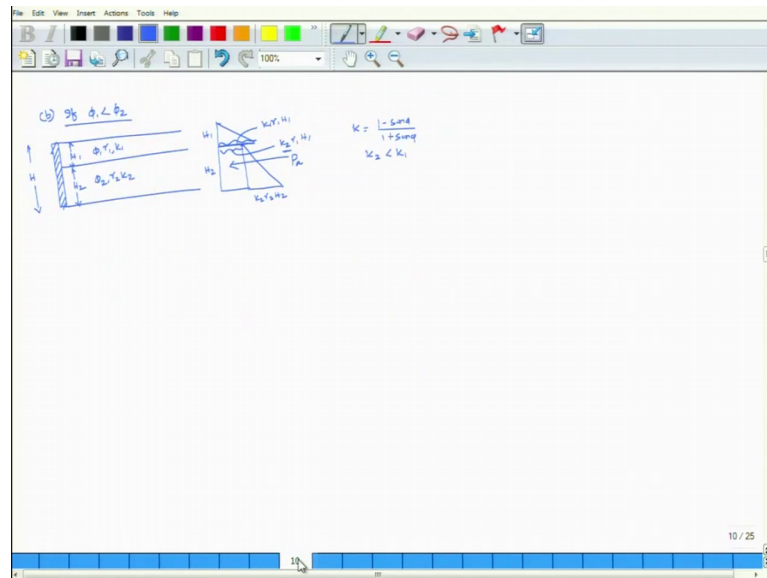 File Edit View Insert Actions Tools Help
B I
100%
(b) If ϕ1 < ϕ2
H
H1 ϕ1, γ1, K1
H2 ϕ2, γ2 K2
H1
H2
K1γ1H1
K2γ1H1
Pa
K2γ2H2
K = 1 - sinϕ / 1 + sinϕ
K2 < K1
10 / 25
10